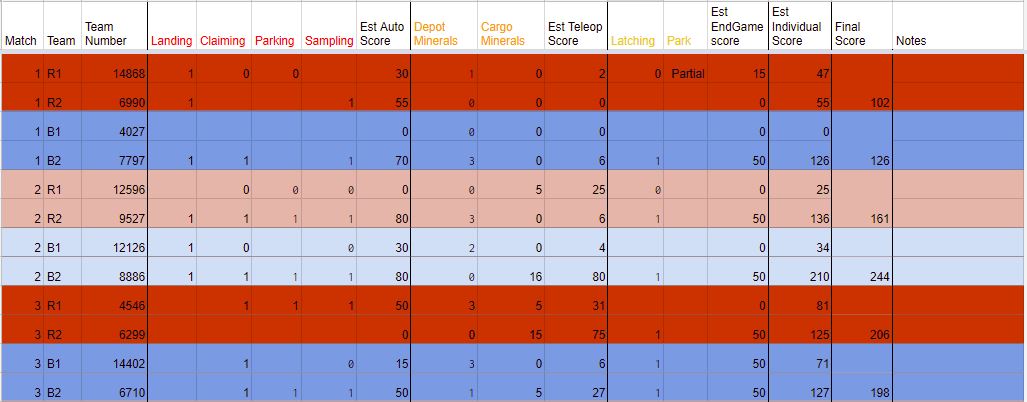 Match Team Team Number Landing Claiming Parking Sampling Est Auto Score Depot Minerals Cargo Minerals Est Teleop Score Latching Park Est EndGame score Est Individual Score Final Score Notes
1 R1 14868 1 0 0 30 1 0 2 0 Partial 15 47
1 R2 6990 1 1 55 0 0 0 0 55 102
1 B1 4027 0 0 0 0 0 0
1 B2 7797 1 1 1 70 3 0 6 1 50 126 126
2 R1 12596 0 0 0 0 0 5 25 0 0 25
2 R2 9527 1 1 1 1 80 3 0 6 1 50 136 161
2 B1 12126 1 0 0 30 2 0 4 0 34
2 B2 8886 1 1 1 1 80 0 16 80 1 50 210 244
3 R1 4546 1 1 1 50 3 5 31 0 81
3 R2 6299 0 0 15 75 1 50 125 206
3 B1 14402 1 0 15 3 0 6 1 50 71
3 B2 6710 1 1 1 50 1 5 27 1 50 127 198